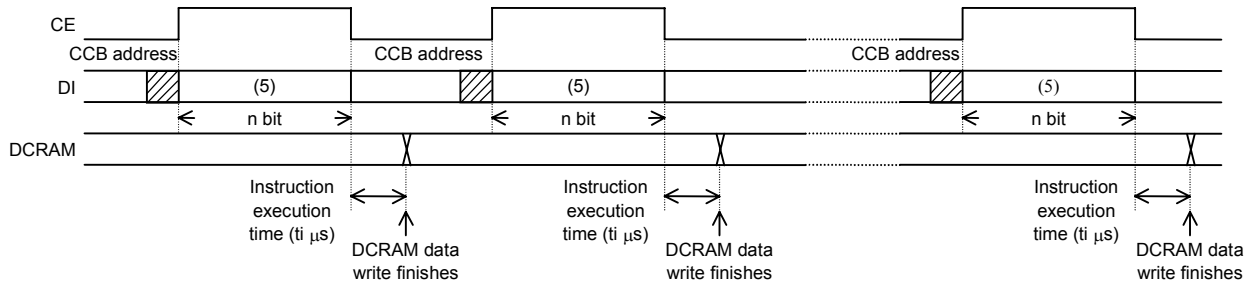 CE
CCB address CCB address CCB address
DI (5) (5) (5)
n bit n bit n bit
DCRAM
Instruction Instruction Instruction
execution execution execution
time (ti μs) time (ti μs) time (ti μs)
DCRAM data DCRAM data DCRAM data
write finishes write finishes write finishes